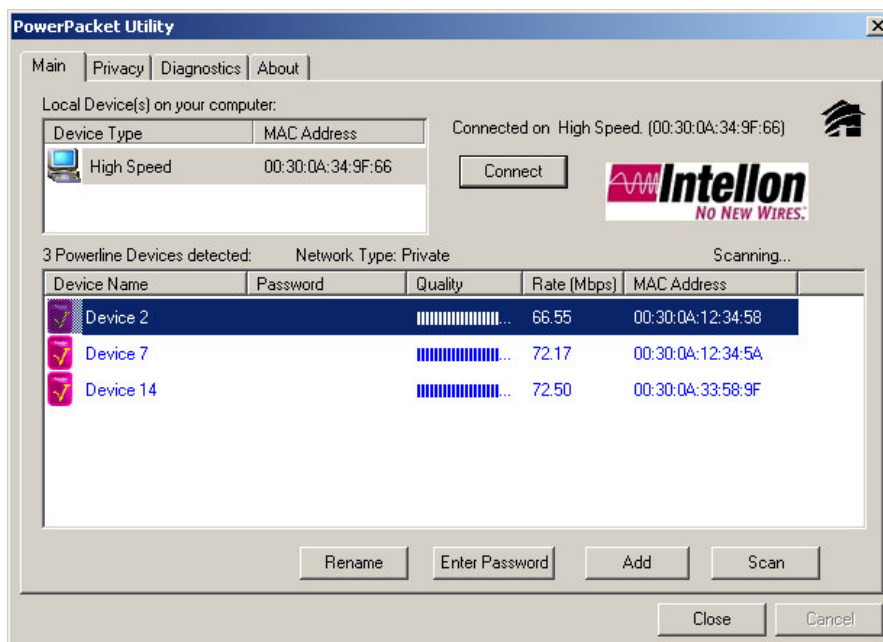 PowerPacket Utility
Main Privacy Diagnostics About
Local Device(s) on your computer:
Device Type MAC Address
High Speed 00:30:0A:34:9F:66
Connected on High Speed. (00:30:0A:34:9F:66)
Connect
Intellon
NO NEW WIRES.
3 Powerline Devices detected: Network Type: Private Scanning...
Device Name Password Quality Rate (Mbps) MAC Address
Device 2 ... 66.55 00:30:0A:12:34:58
Device 7 ... 72.17 00:30:0A:12:34:5A
Device 14 ... 72.50 00:30:0A:33:58:9F
Rename Enter Password Add Scan
Close Cancel